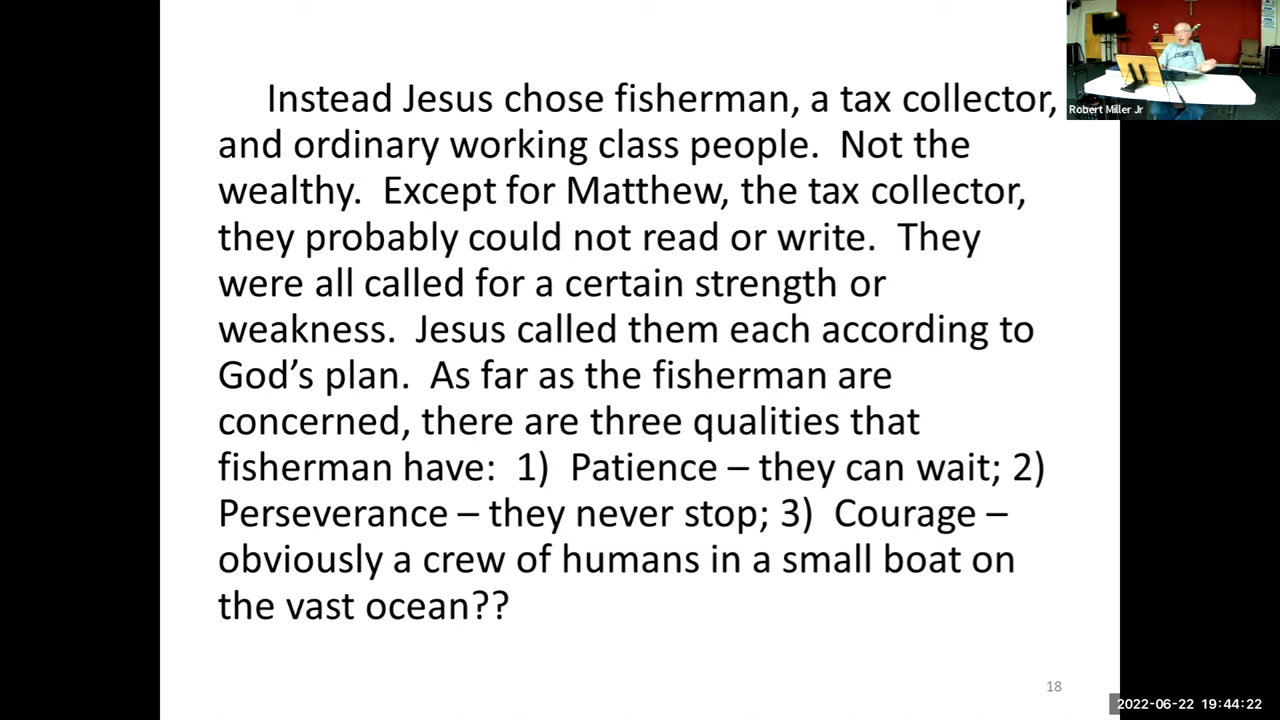 Instead Jesus chose fisherman, a tax collector,
and ordinary working class people.  Not the
wealthy.  Except for Matthew, the tax collector,
they probably could not read or write.  They
were all called for a certain strength or
weakness.  Jesus called them each according to
God’s plan.  As far as the fisherman are
concerned, there are three qualities that
fisherman have:  1)  Patience – they can wait; 2)
Perseverance – they never stop; 3)  Courage –
obviously a crew of humans in a small boat on
the vast ocean??
18
Robert Miller Jr
2022-06-22 19:44:22